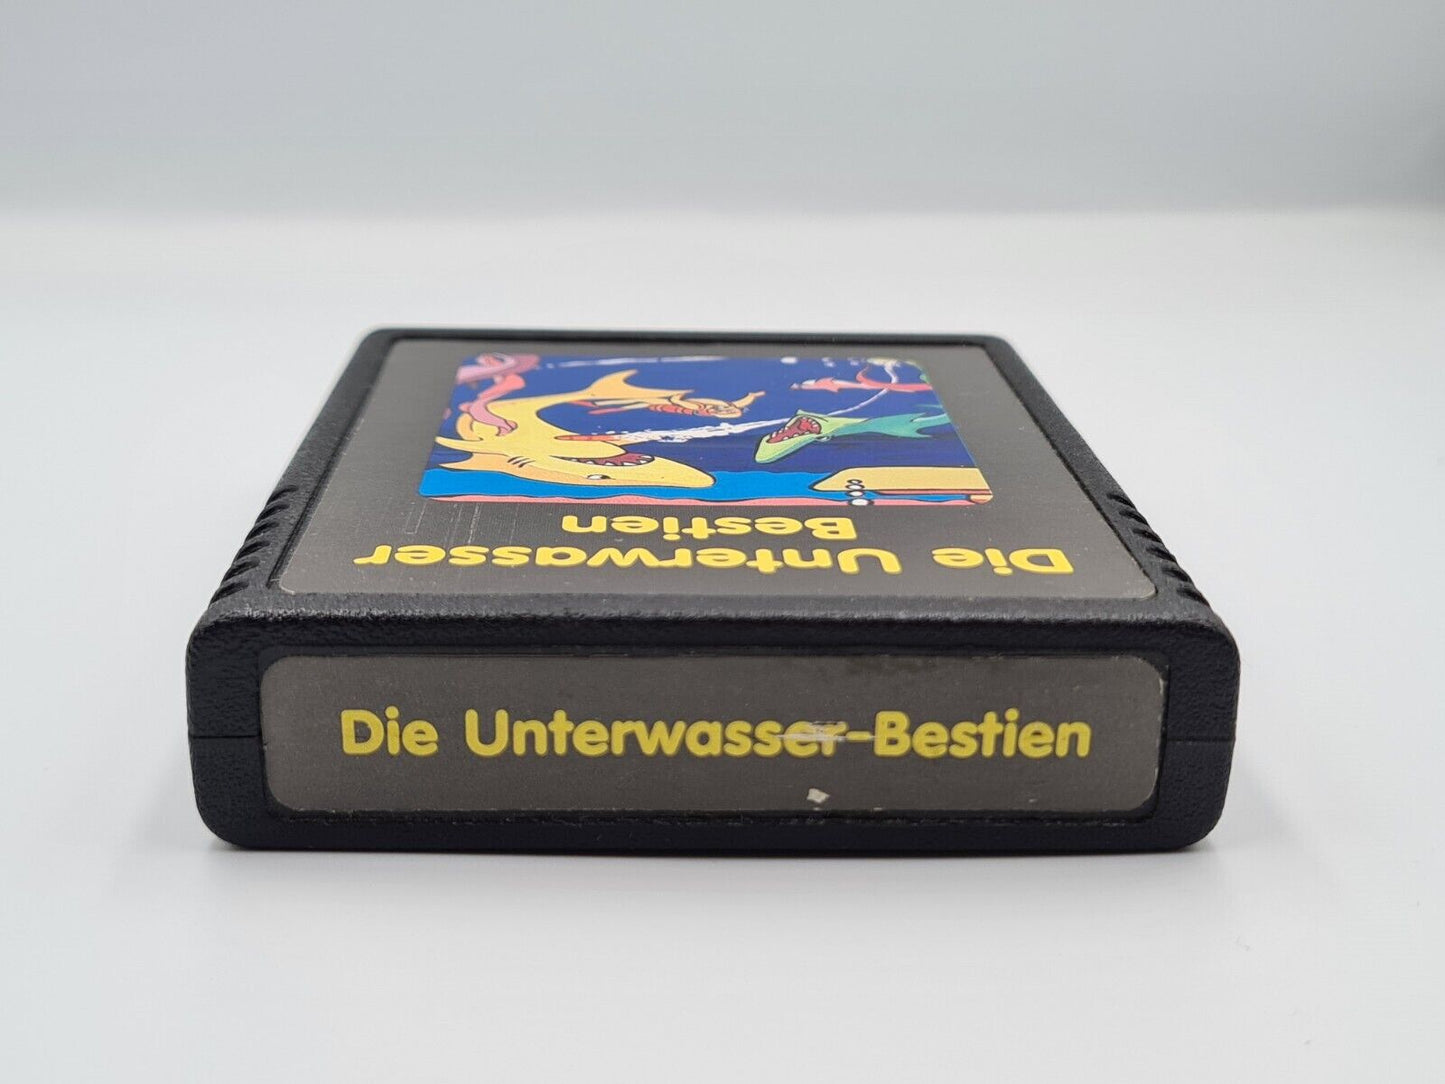 Die Unterwasser
Bestien
Die Unterwasser-Bestien